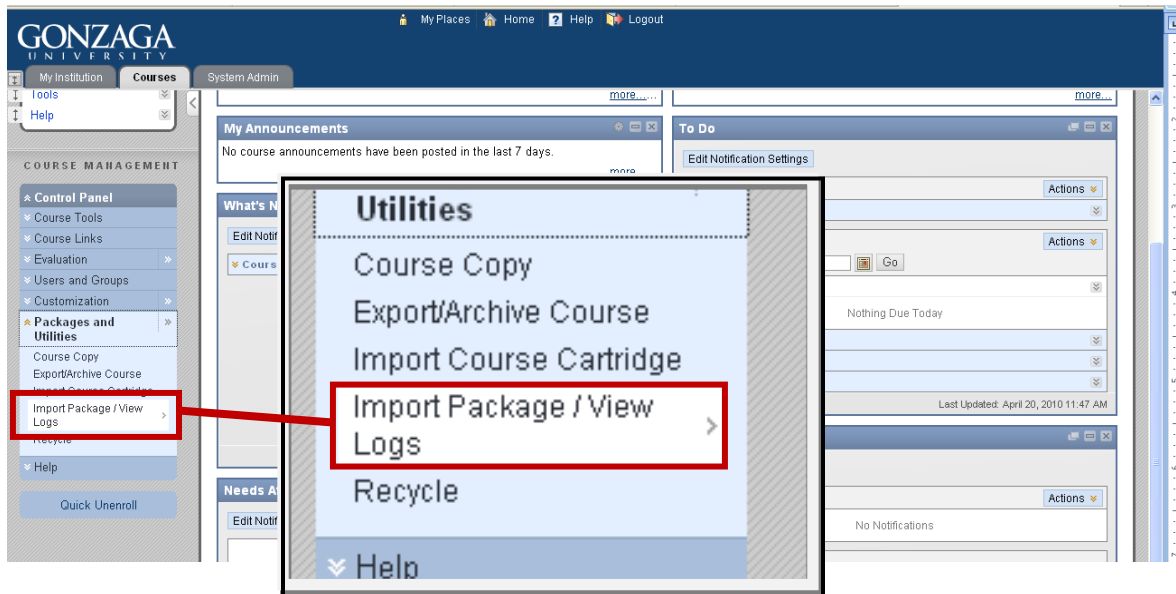 My Places Home ? Help Logout
GONZAGA
UNIVERSITY
My Institution Courses System Admin
Tools
Help
more......
more...
My Announcements
No course announcements have been posted in the last 7 days.
more
To Do
Edit Notification Settings
Actions
Actions
Go
Nothing Due Today
Last Updated: April 20, 2010 11:47 AM
Actions
No Notifications
COURSE MANAGEMENT
Control Panel
Course Tools
Course Links
Evaluation
Users and Groups
Customization
Packages and
Utilities
Course Copy
Export/Archive Course
Import Course Cartridge
Import Package / View
Logs
Recycle
Help
Quick Unenroll
What's N
Edit Notif
Cours
Needs A
Edit Notif
Utilities
Course Copy
Export/Archive Course
Import Course Cartridge
Import Package / View
Logs
Recycle
Help